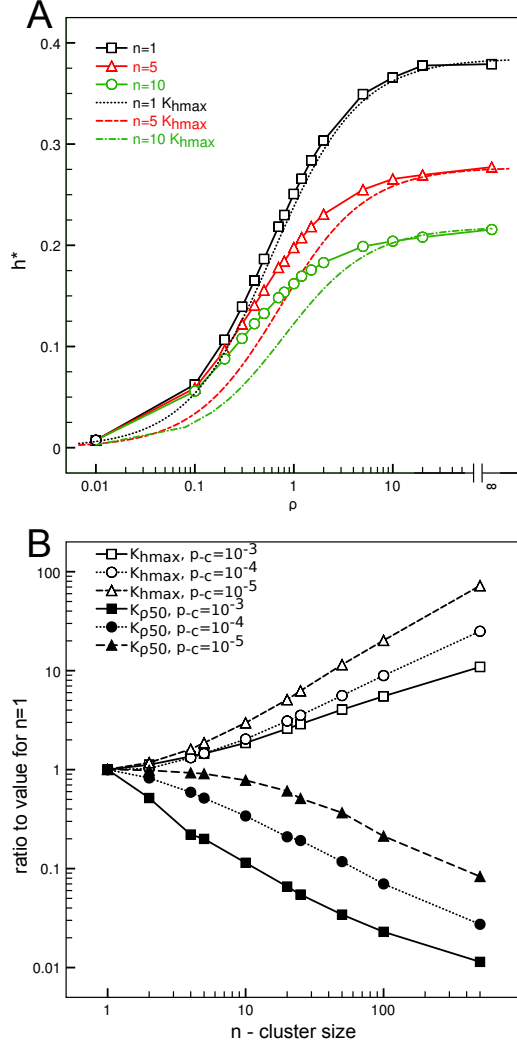 A
0.4
0.3
0.2
0.1
0
h*
n=1
n=5
n=10
n=1 Khmax
n=5 Khmax
n=10 Khmax
0.01 0.1 1 10 ∞
ρ
B
Khmax, p-c=10-3
Khmax, p-c=10-4
Khmax, p-c=10-5
Kρ50, p-c=10-3
Kρ50, p-c=10-4
Kρ50, p-c=10-5
100
10
1
0.1
0.01
ratio to value for n=1
1 10 100
n - cluster size